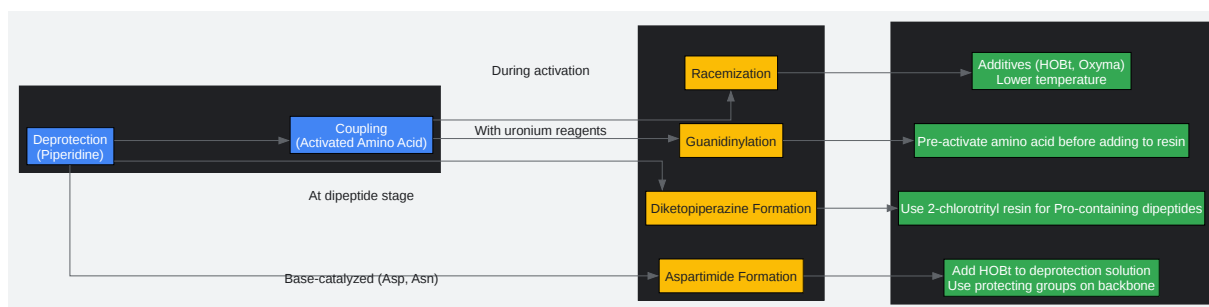 During activation
Racemization
Additives (HOBt, Oxyma)
Lower temperature
Deprotection
(Piperidine)
Coupling
(Activated Amino Acid)
With uronium reagents
Guanidinylation
Pre-activate amino acid before adding to resin
At dipeptide stage
Diketopiperazine Formation
Use 2-chlorotrityl resin for Pro-containing dipeptides
Base-catalyzed (Asp, Asn)
Aspartimide Formation
Add HOBt to deprotection solution
Use protecting groups on backbone